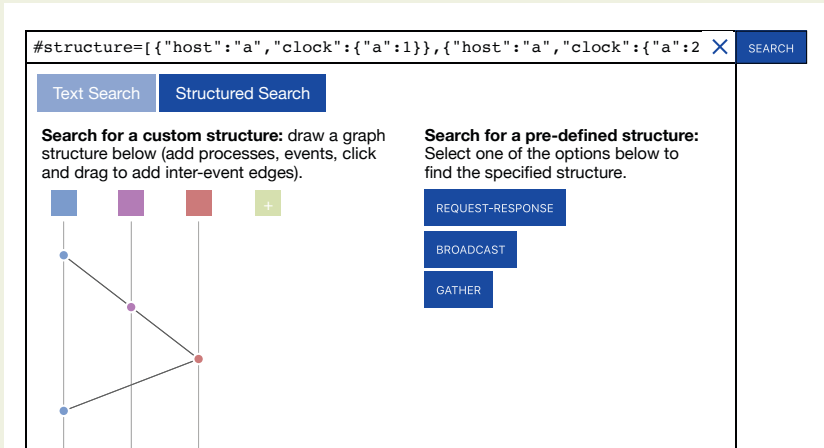 #structure=[{"host":"a","clock":{"a":1}},{"host":"a","clock":{"a":2
SEARCH
Text Search
Structured Search
Search for a custom structure: draw a graph
structure below (add processes, events, click
and drag to add inter-event edges).
+
Search for a pre-defined structure:
Select one of the options below to
find the specified structure.
REQUEST-RESPONSE
BROADCAST
GATHER